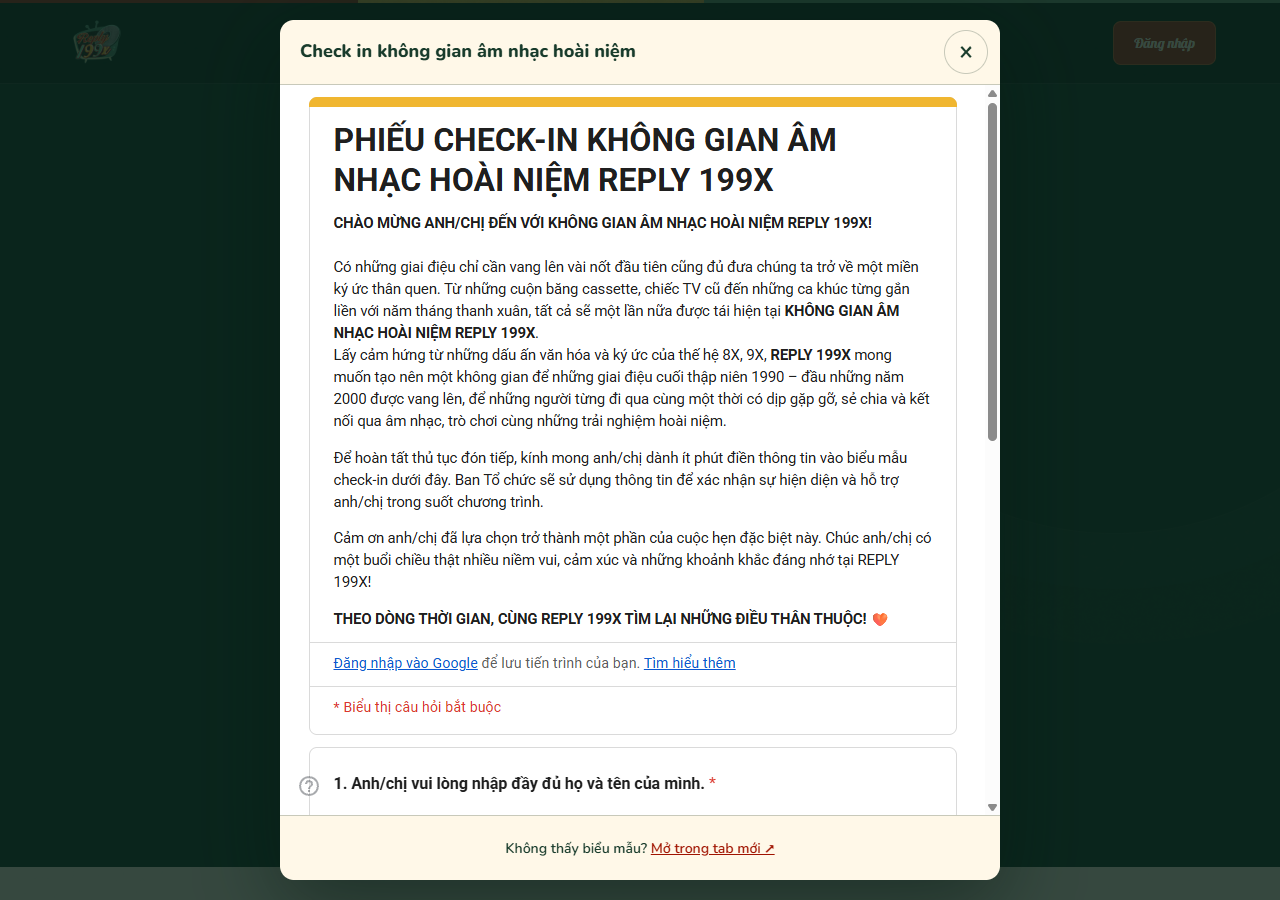 Reply
199x
Đăng nhập
Check in không gian âm nhạc hoài niệm
×
PHIẾU CHECK-IN KHÔNG GIAN ÂM
NHẠC HOÀI NIỆM REPLY 199X
CHÀO MỪNG ANH/CHỊ ĐẾN VỚI KHÔNG GIAN ÂM NHẠC HOÀI NIỆM REPLY 199X!
Có những giai điệu chỉ cần vang lên vài nốt đầu tiên cũng đủ đưa chúng ta trở về một miền
ký ức thân quen. Từ những cuộn băng cassette, chiếc TV cũ đến những ca khúc từng gắn
liền với năm tháng thanh xuân, tất cả sẽ một lần nữa được tái hiện tại KHÔNG GIAN ÂM
NHẠC HOÀI NIỆM REPLY 199X.
Lấy cảm hứng từ những dấu ấn văn hóa và ký ức của thế hệ 8X, 9X, REPLY 199X mong
muốn tạo nên một không gian để những giai điệu cuối thập niên 1990 – đầu những năm
2000 được vang lên, để những người từng đi qua cùng một thời có dịp gặp gỡ, sẻ chia và kết
nối qua âm nhạc, trò chơi cùng những trải nghiệm hoài niệm.
Để hoàn tất thủ tục đón tiếp, kính mong anh/chị dành ít phút điền thông tin vào biểu mẫu
check-in dưới đây. Ban Tổ chức sẽ sử dụng thông tin để xác nhận sự hiện diện và hỗ trợ
anh/chị trong suốt chương trình.
Cảm ơn anh/chị đã lựa chọn trở thành một phần của cuộc hẹn đặc biệt này. Chúc anh/chị có
một buổi chiều thật nhiều niềm vui, cảm xúc và những khoảnh khắc đáng nhớ tại REPLY
199X!
THEO DÒNG THỜI GIAN, CÙNG REPLY 199X TÌM LẠI NHỮNG ĐIỀU THÂN THUỘC! ❤️
Đăng nhập vào Google để lưu tiến trình của bạn. Tìm hiểu thêm
* Biểu thị câu hỏi bắt buộc
1. Anh/chị vui lòng nhập đầy đủ họ và tên của mình. *
Không thấy biểu mẫu? Mở trong tab mới ↗